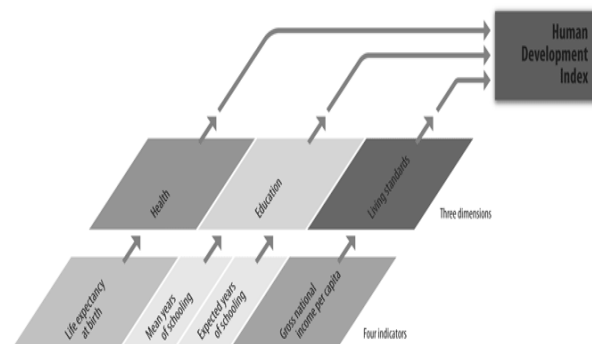 Human
Development
Index
Health
Education
Living standards
Three dimensions
Life expectancy
at birth
Mean years
of schooling
Expected years
of schooling
Gross national
income per capita
Four indicators